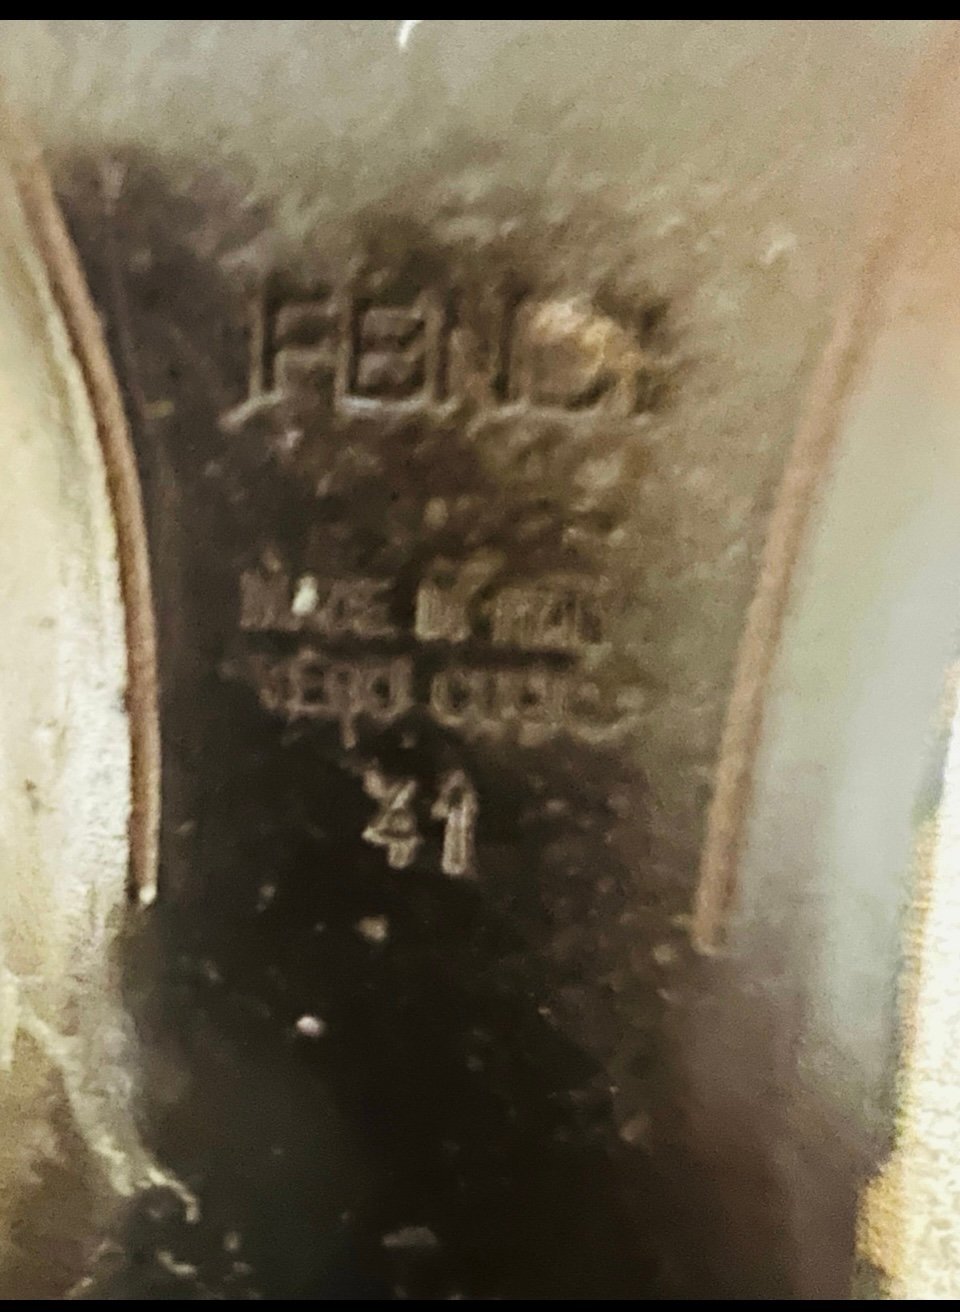 FENDI
MADE IN ITALY
VERO CUOIO
41